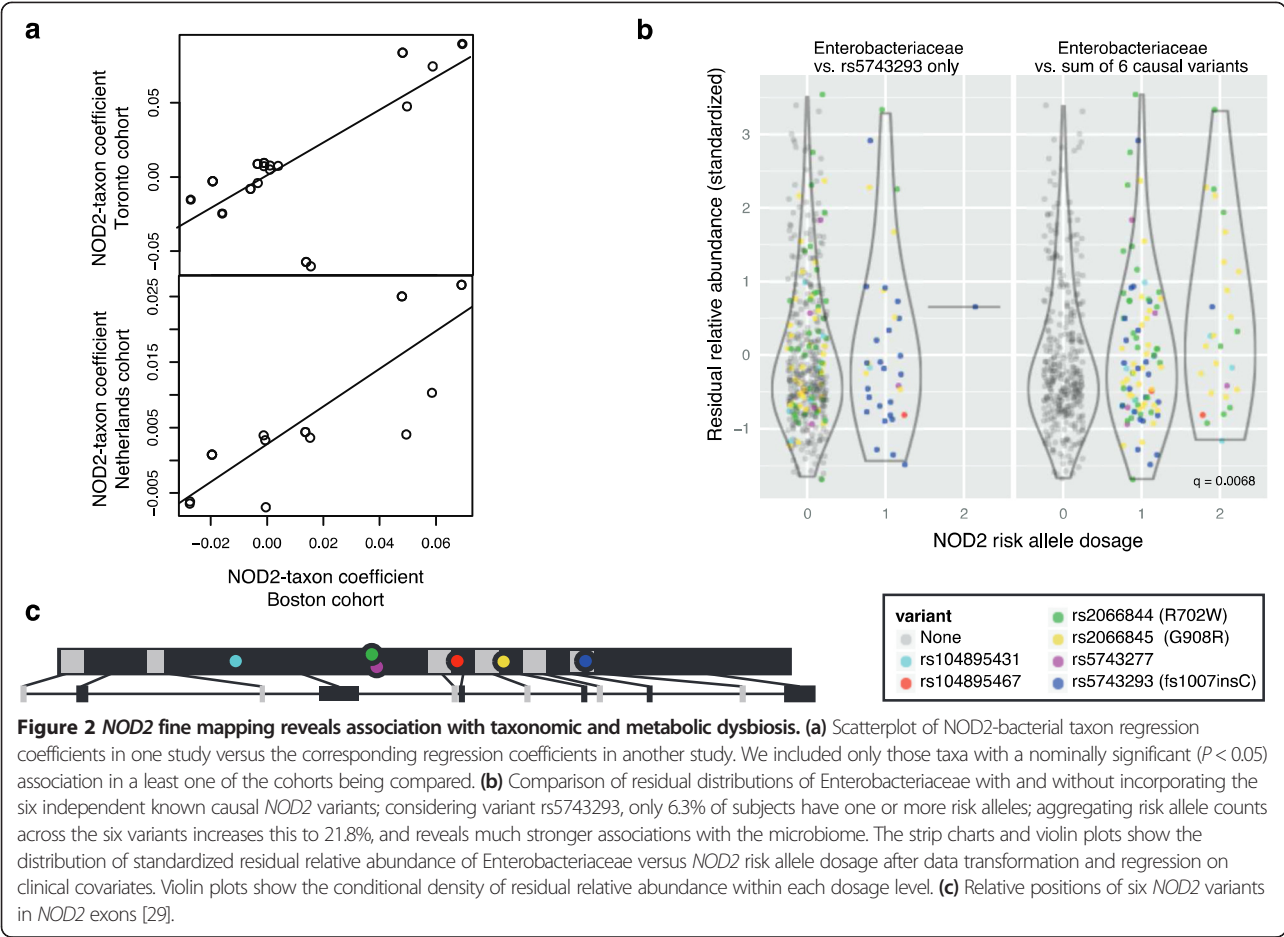 a
NOD2-taxon coefficient
Toronto cohort
0.05
0.00
−0.05
NOD2-taxon coefficient
Netherlands cohort
0.025
0.015
0.005
−0.005
−0.02 0.00 0.02 0.04 0.06
NOD2-taxon coefficient
Boston cohort
b
Enterobacteriaceae
vs. rs5743293 only
Enterobacteriaceae
vs. sum of 6 causal variants
Residual relative abundance (standardized)
3
2
1
0
−1
q = 0.0068
0 1 2 0 1 2
NOD2 risk allele dosage
c
variant
None
rs104895431
rs104895467
rs2066844 (R702W)
rs2066845 (G908R)
rs5743277
rs5743293 (fs1007insC)
Figure 2 NOD2 fine mapping reveals association with taxonomic and metabolic dysbiosis. (a) Scatterplot of NOD2-bacterial taxon regression
coefficients in one study versus the corresponding regression coefficients in another study. We included only those taxa with a nominally significant (P < 0.05)
association in a least one of the cohorts being compared. (b) Comparison of residual distributions of Enterobacteriaceae with and without incorporating the
six independent known causal NOD2 variants; considering variant rs5743293, only 6.3% of subjects have one or more risk alleles; aggregating risk allele counts
across the six variants increases this to 21.8%, and reveals much stronger associations with the microbiome. The strip charts and violin plots show the
distribution of standardized residual relative abundance of Enterobacteriaceae versus NOD2 risk allele dosage after data transformation and regression on
clinical covariates. Violin plots show the conditional density of residual relative abundance within each dosage level. (c) Relative positions of six NOD2 variants
in NOD2 exons [29].